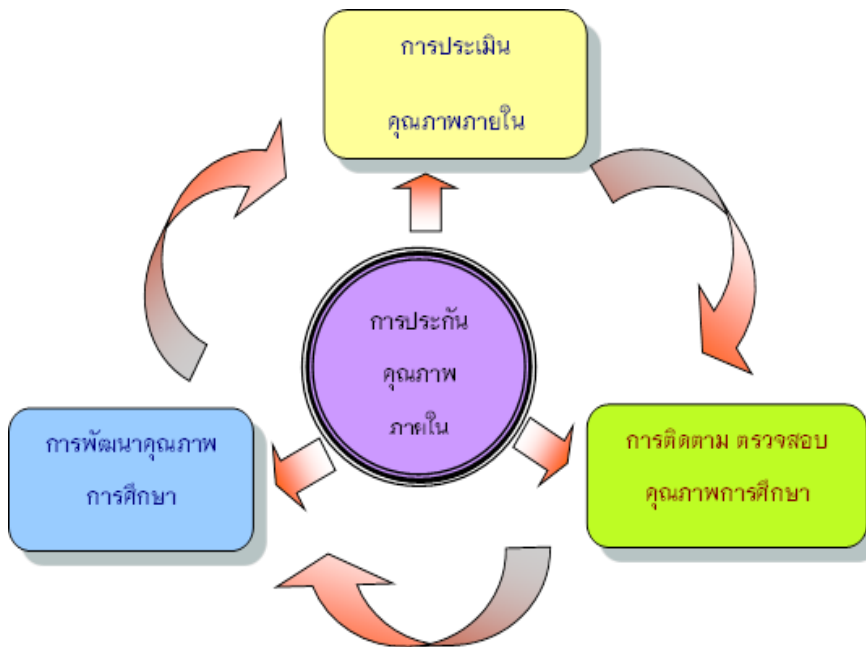 การประเมิน
คุณภาพภายใน
การประกัน
คุณภาพ
ภายใน
การพัฒนาคุณภาพ
การศึกษา
การติดตาม ตรวจสอบ
คุณภาพการศึกษา